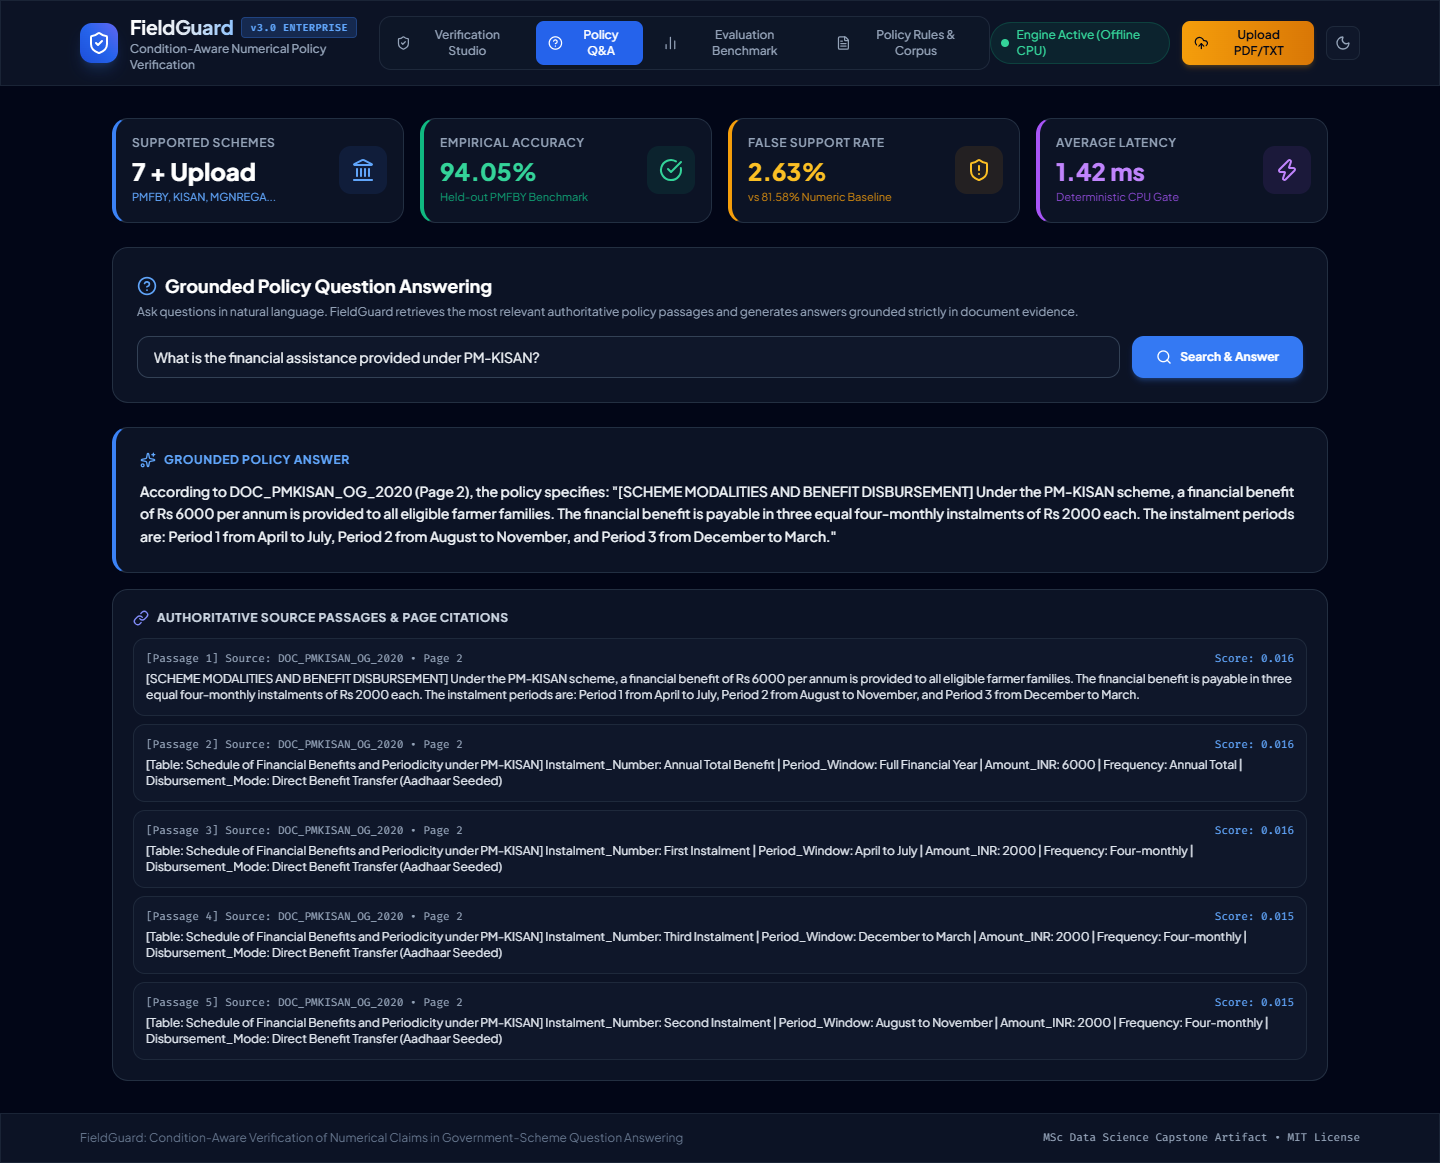 FieldGuard v3.0 ENTERPRISE
Condition-Aware Numerical Policy
Verification
Verification
Studio
Policy
Q&A
Evaluation
Benchmark
Policy Rules &
Corpus
Engine Active (Offline
CPU)
Upload
PDF/TXT
SUPPORTED SCHEMES
7 + Upload
PMFBY, KISAN, MGNREGA...
EMPIRICAL ACCURACY
94.05%
Held-out PMFBY Benchmark
FALSE SUPPORT RATE
2.63%
vs 81.58% Numeric Baseline
AVERAGE LATENCY
1.42 ms
Deterministic CPU Gate
Grounded Policy Question Answering
Ask questions in natural language. FieldGuard retrieves the most relevant authoritative policy passages and generates answers grounded strictly in document evidence.
What is the financial assistance provided under PM-KISAN?
Search & Answer
GROUNDED POLICY ANSWER
According to DOC_PMKISAN_OG_2020 (Page 2), the policy specifies: "[SCHEME MODALITIES AND BENEFIT DISBURSEMENT] Under the PM-KISAN scheme, a financial benefit
of Rs 6000 per annum is provided to all eligible farmer families. The financial benefit is payable in three equal four-monthly instalments of Rs 2000 each. The instalment periods
are: Period 1 from April to July, Period 2 from August to November, and Period 3 from December to March."
AUTHORITATIVE SOURCE PASSAGES & PAGE CITATIONS
[Passage 1] Source: DOC_PMKISAN_OG_2020 • Page 2 Score: 0.016
[SCHEME MODALITIES AND BENEFIT DISBURSEMENT] Under the PM-KISAN scheme, a financial benefit of Rs 6000 per annum is provided to all eligible farmer families. The financial benefit is payable in three
equal four-monthly instalments of Rs 2000 each. The instalment periods are: Period 1 from April to July, Period 2 from August to November, and Period 3 from December to March.
[Passage 2] Source: DOC_PMKISAN_OG_2020 • Page 2 Score: 0.016
[Table: Schedule of Financial Benefits and Periodicity under PM-KISAN] Instalment_Number: Annual Total Benefit | Period_Window: Full Financial Year | Amount_INR: 6000 | Frequency: Annual Total |
Disbursement_Mode: Direct Benefit Transfer (Aadhaar Seeded)
[Passage 3] Source: DOC_PMKISAN_OG_2020 • Page 2 Score: 0.016
[Table: Schedule of Financial Benefits and Periodicity under PM-KISAN] Instalment_Number: First Instalment | Period_Window: April to July | Amount_INR: 2000 | Frequency: Four-monthly |
Disbursement_Mode: Direct Benefit Transfer (Aadhaar Seeded)
[Passage 4] Source: DOC_PMKISAN_OG_2020 • Page 2 Score: 0.015
[Table: Schedule of Financial Benefits and Periodicity under PM-KISAN] Instalment_Number: Third Instalment | Period_Window: December to March | Amount_INR: 2000 | Frequency: Four-monthly |
Disbursement_Mode: Direct Benefit Transfer (Aadhaar Seeded)
[Passage 5] Source: DOC_PMKISAN_OG_2020 • Page 2 Score: 0.015
[Table: Schedule of Financial Benefits and Periodicity under PM-KISAN] Instalment_Number: Second Instalment | Period_Window: August to November | Amount_INR: 2000 | Frequency: Four-monthly |
Disbursement_Mode: Direct Benefit Transfer (Aadhaar Seeded)
FieldGuard: Condition-Aware Verification of Numerical Claims in Government-Scheme Question Answering
MSc Data Science Capstone Artifact • MIT License